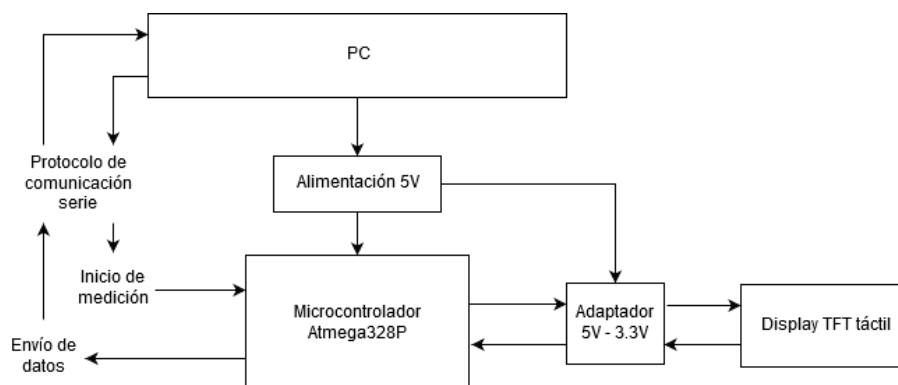 PC
Protocolo de
comunicación
serie
Alimentación 5V
Inicio de
medición
Microcontrolador
Atmega328P
Adaptador
5V - 3.3V
Display TFT táctil
Envío de
datos